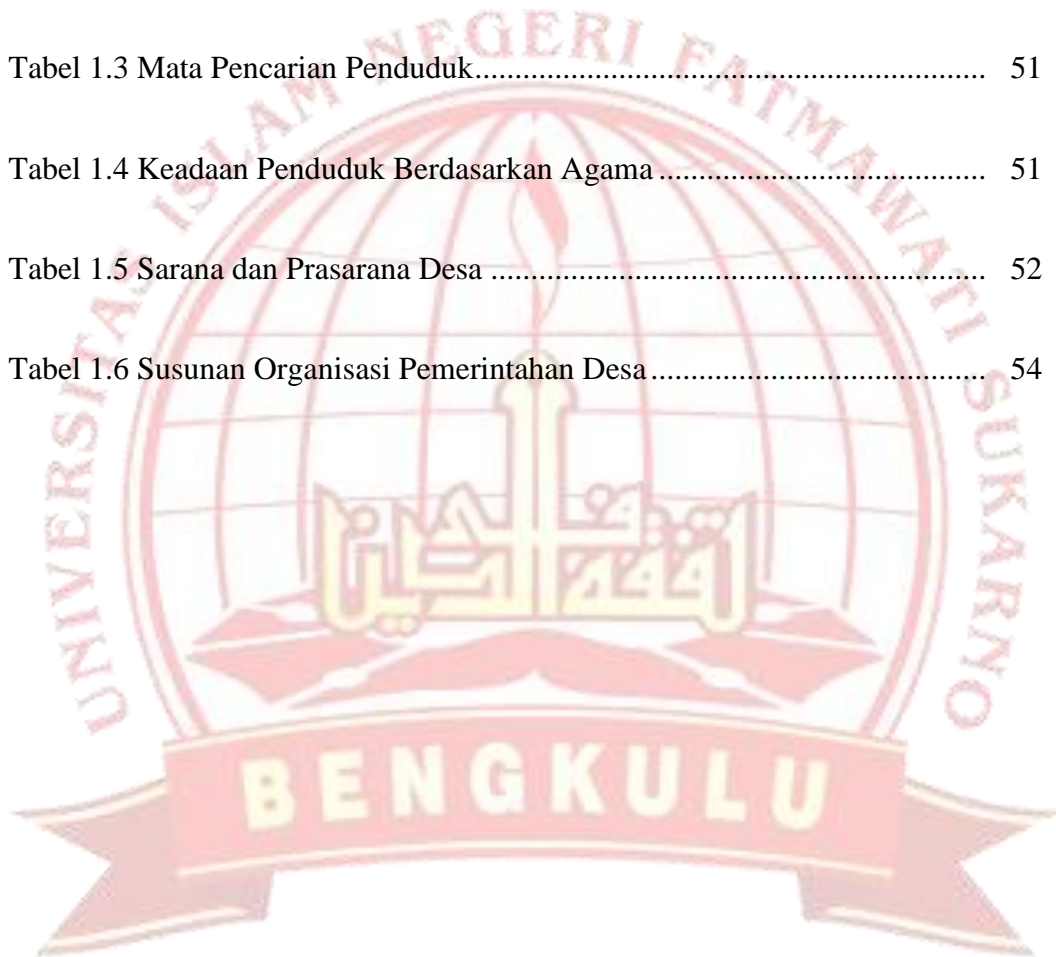 Tabel 1.3 Mata Pencarian Penduduk............................................................... 51
Tabel 1.4 Keadaan Penduduk Berdasarkan Agama ........................................ 51
Tabel 1.5 Sarana dan Prasarana Desa ............................................................. 52
Tabel 1.6 Susunan Organisasi Pemerintahan Desa......................................... 54
UNIVERSITAS ISLAM NEGERI FATMAWATI SUKARNO
BENGKULU